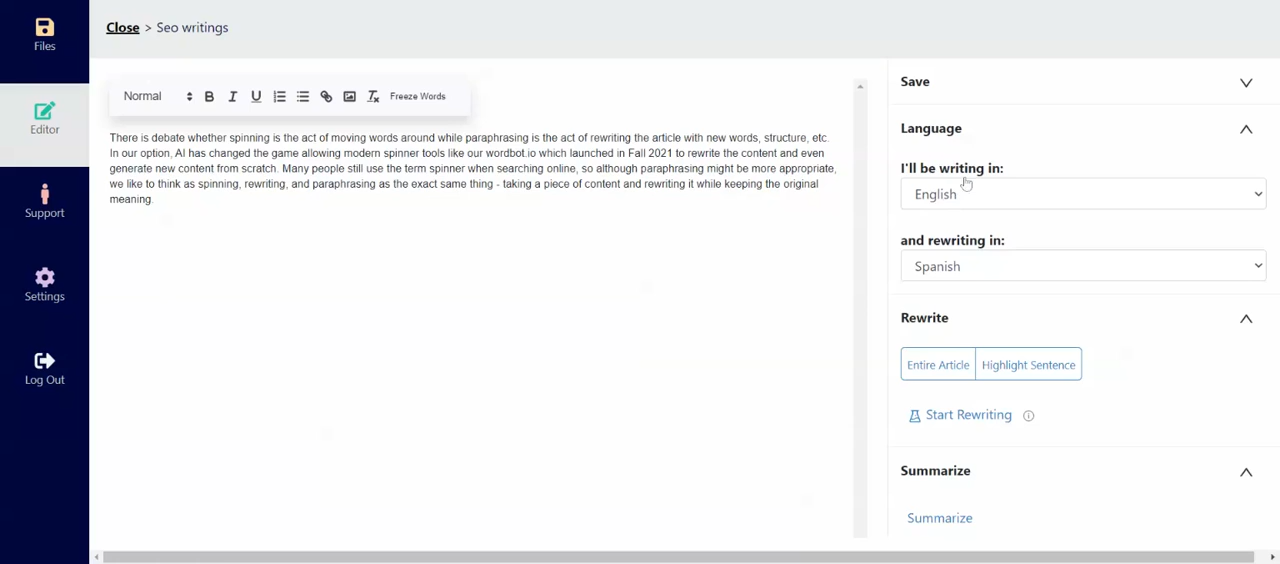 Files
Editor
Support
Settings
Log Out
Close > Seo writings
Normal B I U Freeze Words
There is debate whether spinning is the act of moving words around while paraphrasing is the act of rewriting the article with new words, structure, etc.
In our option, AI has changed the game allowing modern spinner tools like our wordbot.io which launched in Fall 2021 to rewrite the content and even
generate new content from scratch. Many people still use the term spinner when searching online, so although paraphrasing might be more appropriate,
we like to think as spinning, rewriting, and paraphrasing as the exact same thing - taking a piece of content and rewriting it while keeping the original
meaning.
Save
Language
I'll be writing in:
English
and rewriting in:
Spanish
Rewrite
Entire Article Highlight Sentence
Start Rewriting
Summarize
Summarize